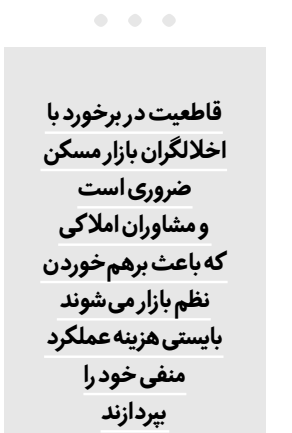 قاطعیت در برخورد با
اخلالگران بازار مسکن
ضروری است
و مشاوران املاکی
که باعث برهم خوردن
نظم بازار می‌شوند
بایستی هزینه عملکرد
منفی خود را
بپردازند